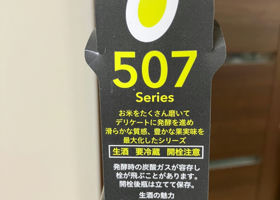 507
Series
お米をたくさん磨いて
デリケートに発酵を進め
滑らかな質感、豊かな果実味を
最大化したシリーズ
生酒 要冷蔵 開栓注意
発酵時の炭酸ガスが容存し
栓が飛ぶことがあります。
開栓後瓶は立てて保存。
生酒の魅力